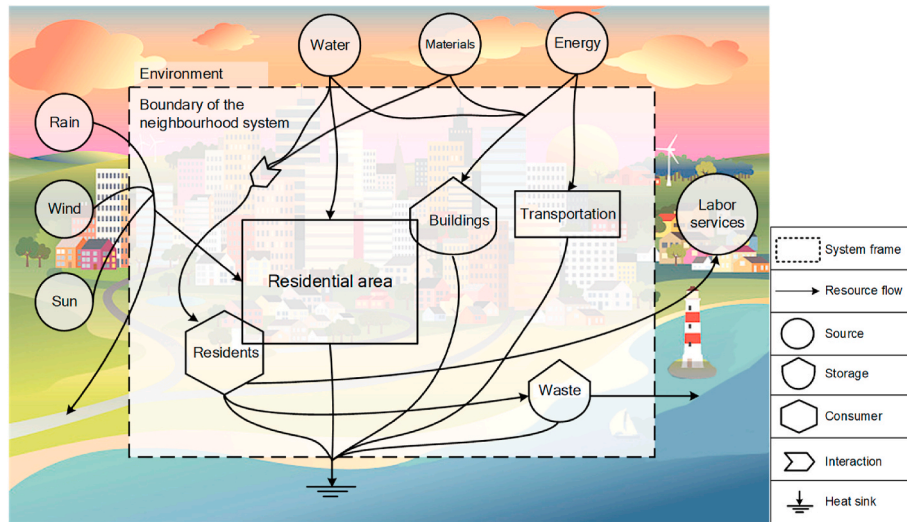 Water
Materials
Energy
Environment
Boundary of the
neighbourhood system
Rain
Wind
Sun
Buildings
Transportation
Labor
services
Residential area
Residents
Waste
System frame
Resource flow
Source
Storage
Consumer
Interaction
Heat sink